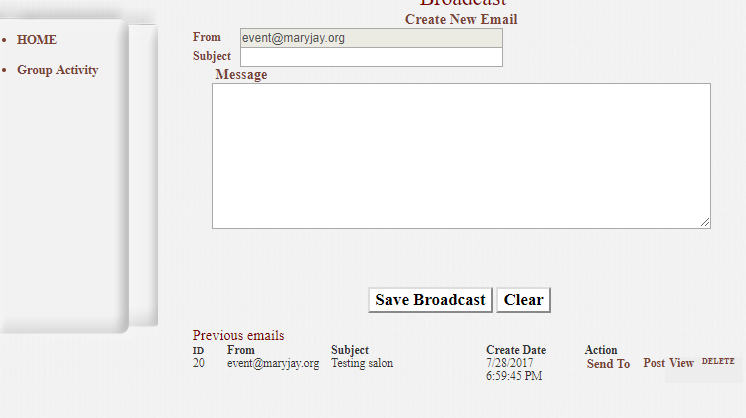 Broadcast
Create New Email
HOME
Group Activity
From event@maryjay.org
Subject
Message
Save Broadcast Clear
Previous emails
ID From Subject Create Date Action
20 event@maryjay.org Testing salon 7/28/2017 6:59:45 PM Send To Post View DELETE